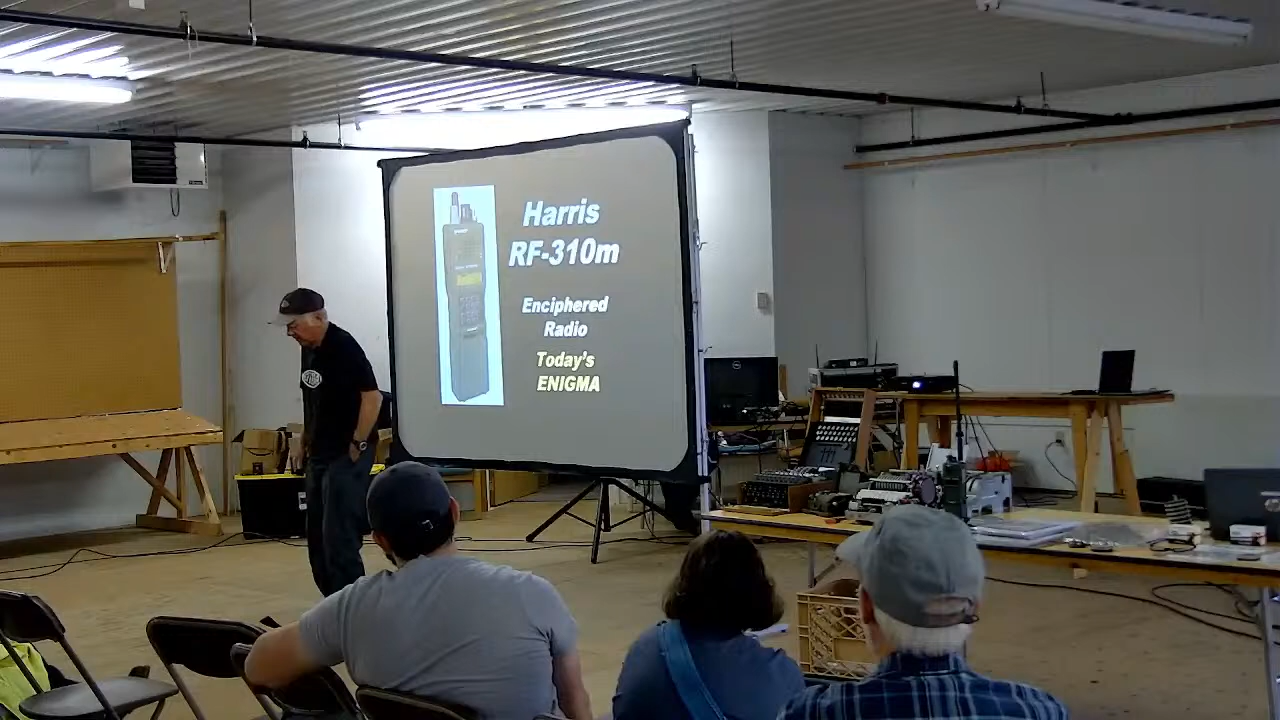 Harris
RF-310m
Enciphered
Radio
Today's
ENIGMA